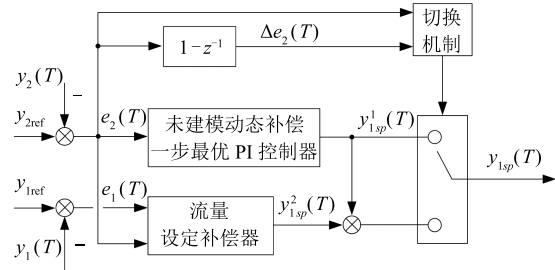 切换
机制
1-z⁻¹
Δe₂(T)
y₂(T)
−
y₂ref
e₂(T)
未建模动态补偿
一步最优 PI 控制器
y¹₁sp(T)
y₁sp(T)
y₁ref
e₁(T)
流量
设定补偿器
y²₁sp(T)
y₁(T)
−